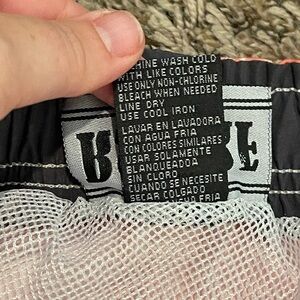 HINE WASH COLD
WITH LIKE COLORS
USE ONLY NON-CHLORINE
BLEACH WHEN NEEDED
LINE DRY
USE COOL IRON
LAVAR EN LAVADORA
CON AGUA FRIA
CON COLORES SIMILARES
USAR SOLAMENTE
BLANQUEADOR
SIN CLORO
CUANDO SE NECESITE
SECAR COLGADO
B E